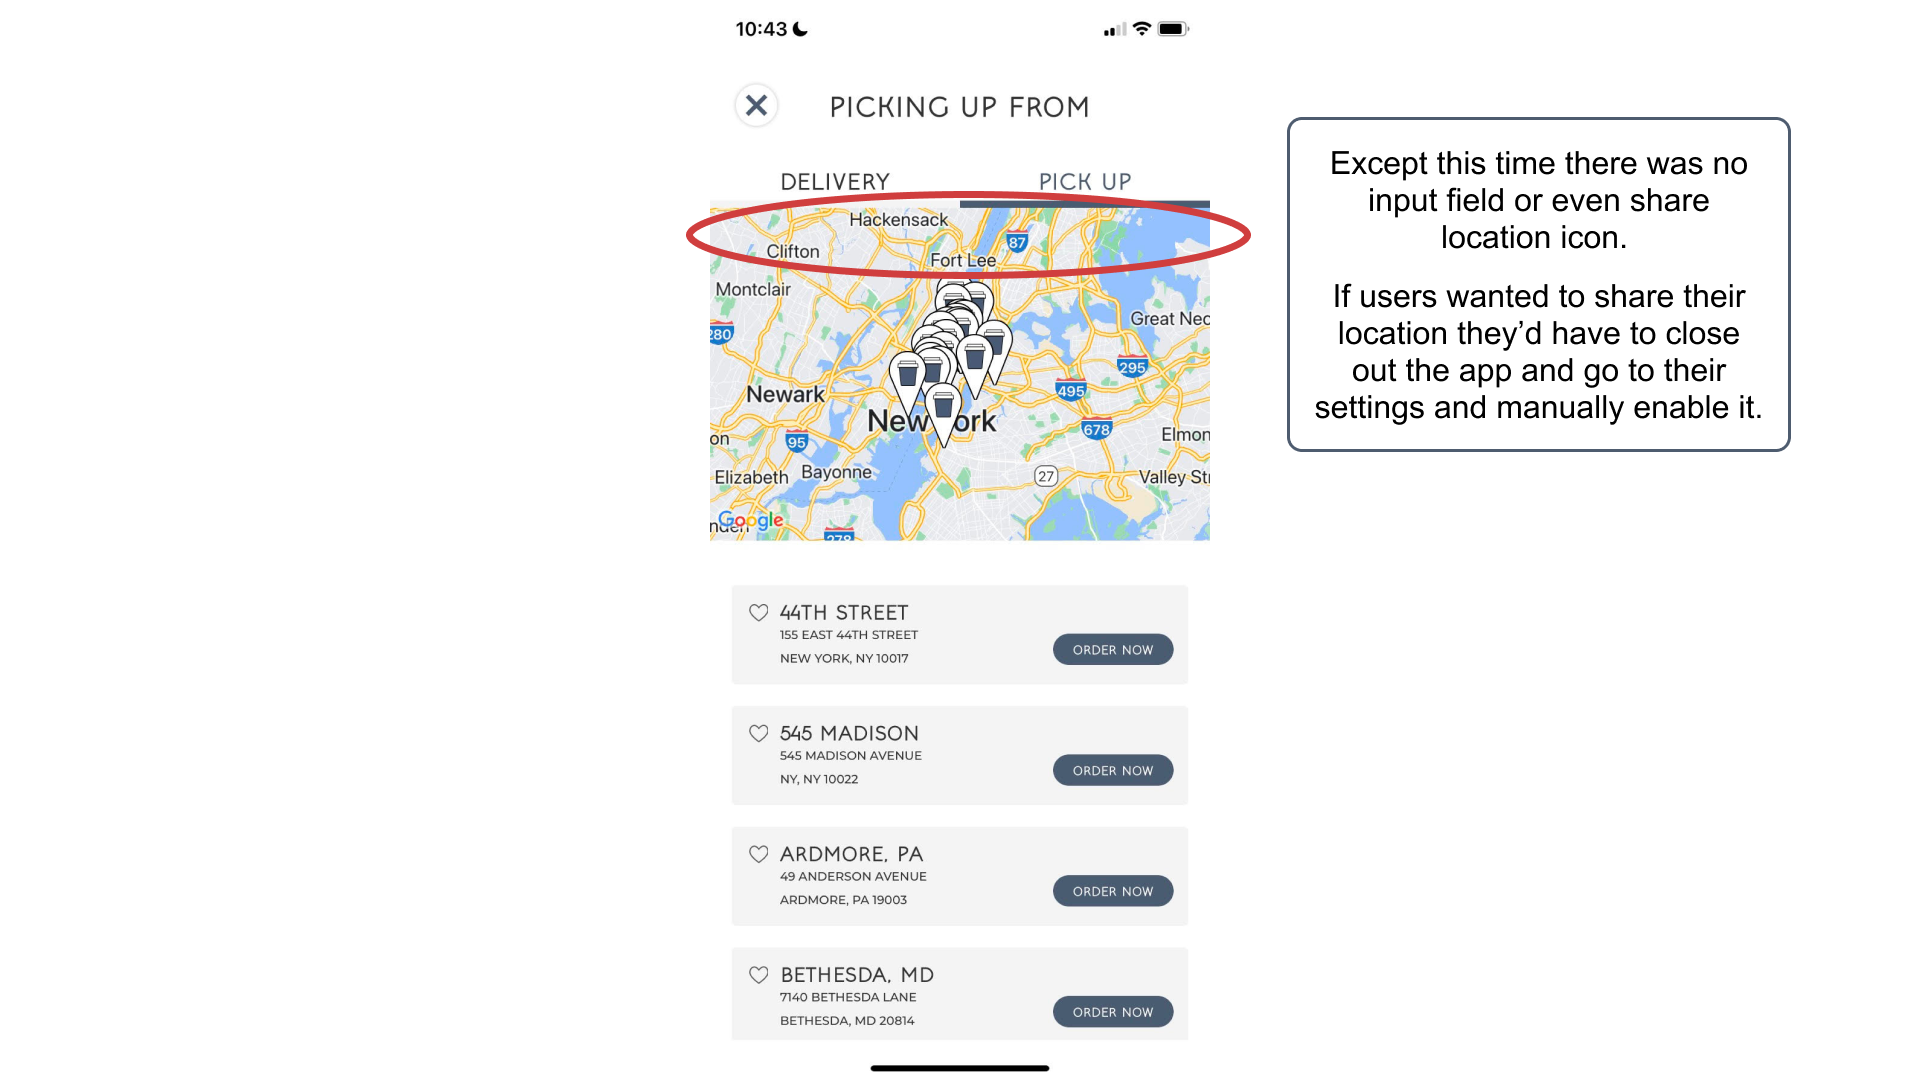 10:43
PICKING UP FROM
DELIVERY
PICK UP
Hackensack
87
Clifton
Fort Lee
Montclair
Great Nec
280
295
495
Newark
New ork
678
Elmon
on
95
Elizabeth
Bayonne
27
Valley St
Google
nden
278
44TH STREET
155 EAST 44TH STREET
NEW YORK, NY 10017
ORDER NOW
545 MADISON
545 MADISON AVENUE
NY, NY 10022
ORDER NOW
ARDMORE, PA
49 ANDERSON AVENUE
ARDMORE, PA 19003
ORDER NOW
BETHESDA, MD
7140 BETHESDA LANE
BETHESDA, MD 20814
ORDER NOW
Except this time there was no
input field or even share
location icon.
If users wanted to share their
location they’d have to close
out the app and go to their
settings and manually enable it.